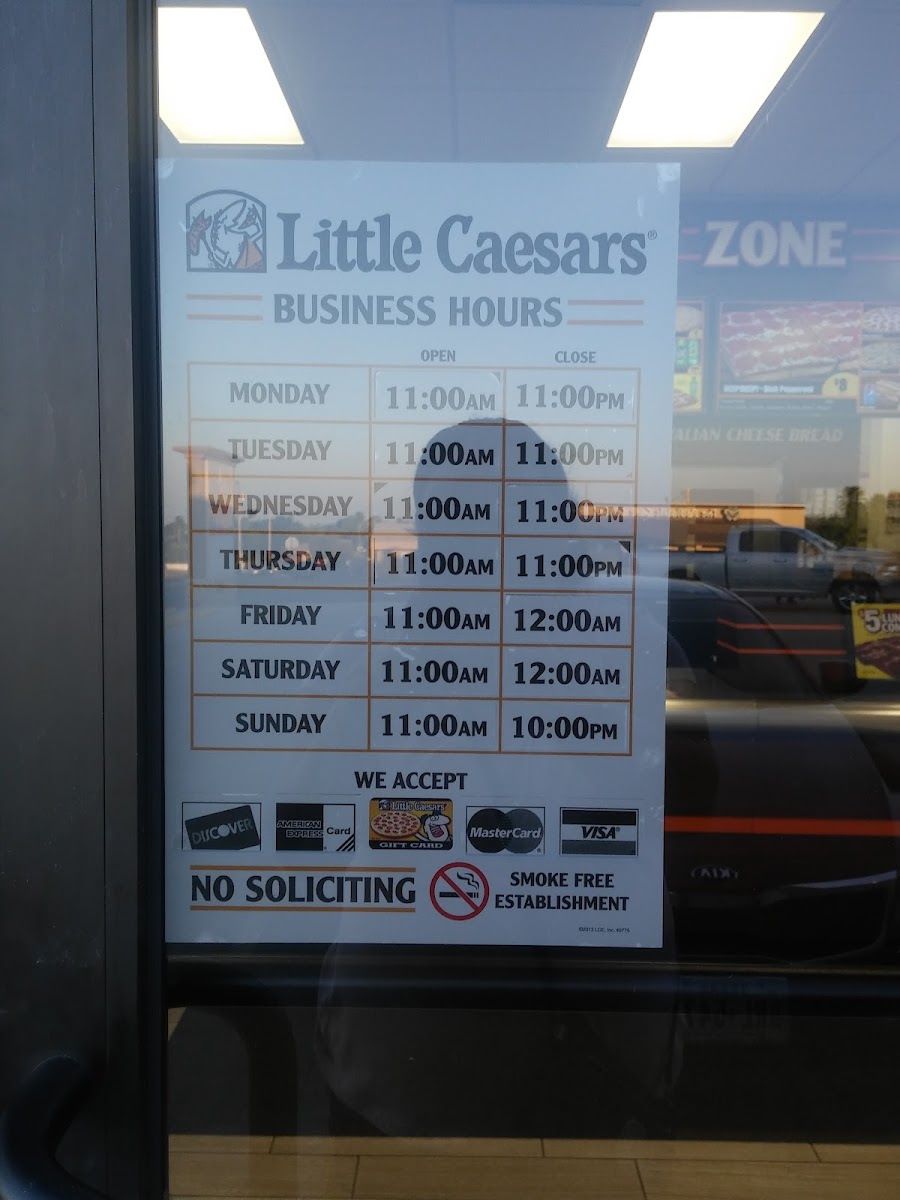 Little Caesars®
BUSINESS HOURS
OPEN CLOSE
MONDAY 11:00AM 11:00PM
TUESDAY 11:00AM 11:00PM
WEDNESDAY 11:00AM 11:00PM
THURSDAY 11:00AM 11:00PM
FRIDAY 11:00AM 12:00AM
SATURDAY 11:00AM 12:00AM
SUNDAY 11:00AM 10:00PM
WE ACCEPT
DISCOVER
AMERICAN EXPRESS Card
Little Caesars
GIFT CARD
MasterCard
VISA
NO SOLICITING
SMOKE FREE
ESTABLISHMENT
ZONE
$8
CHEESE BREAD
$5
KIA